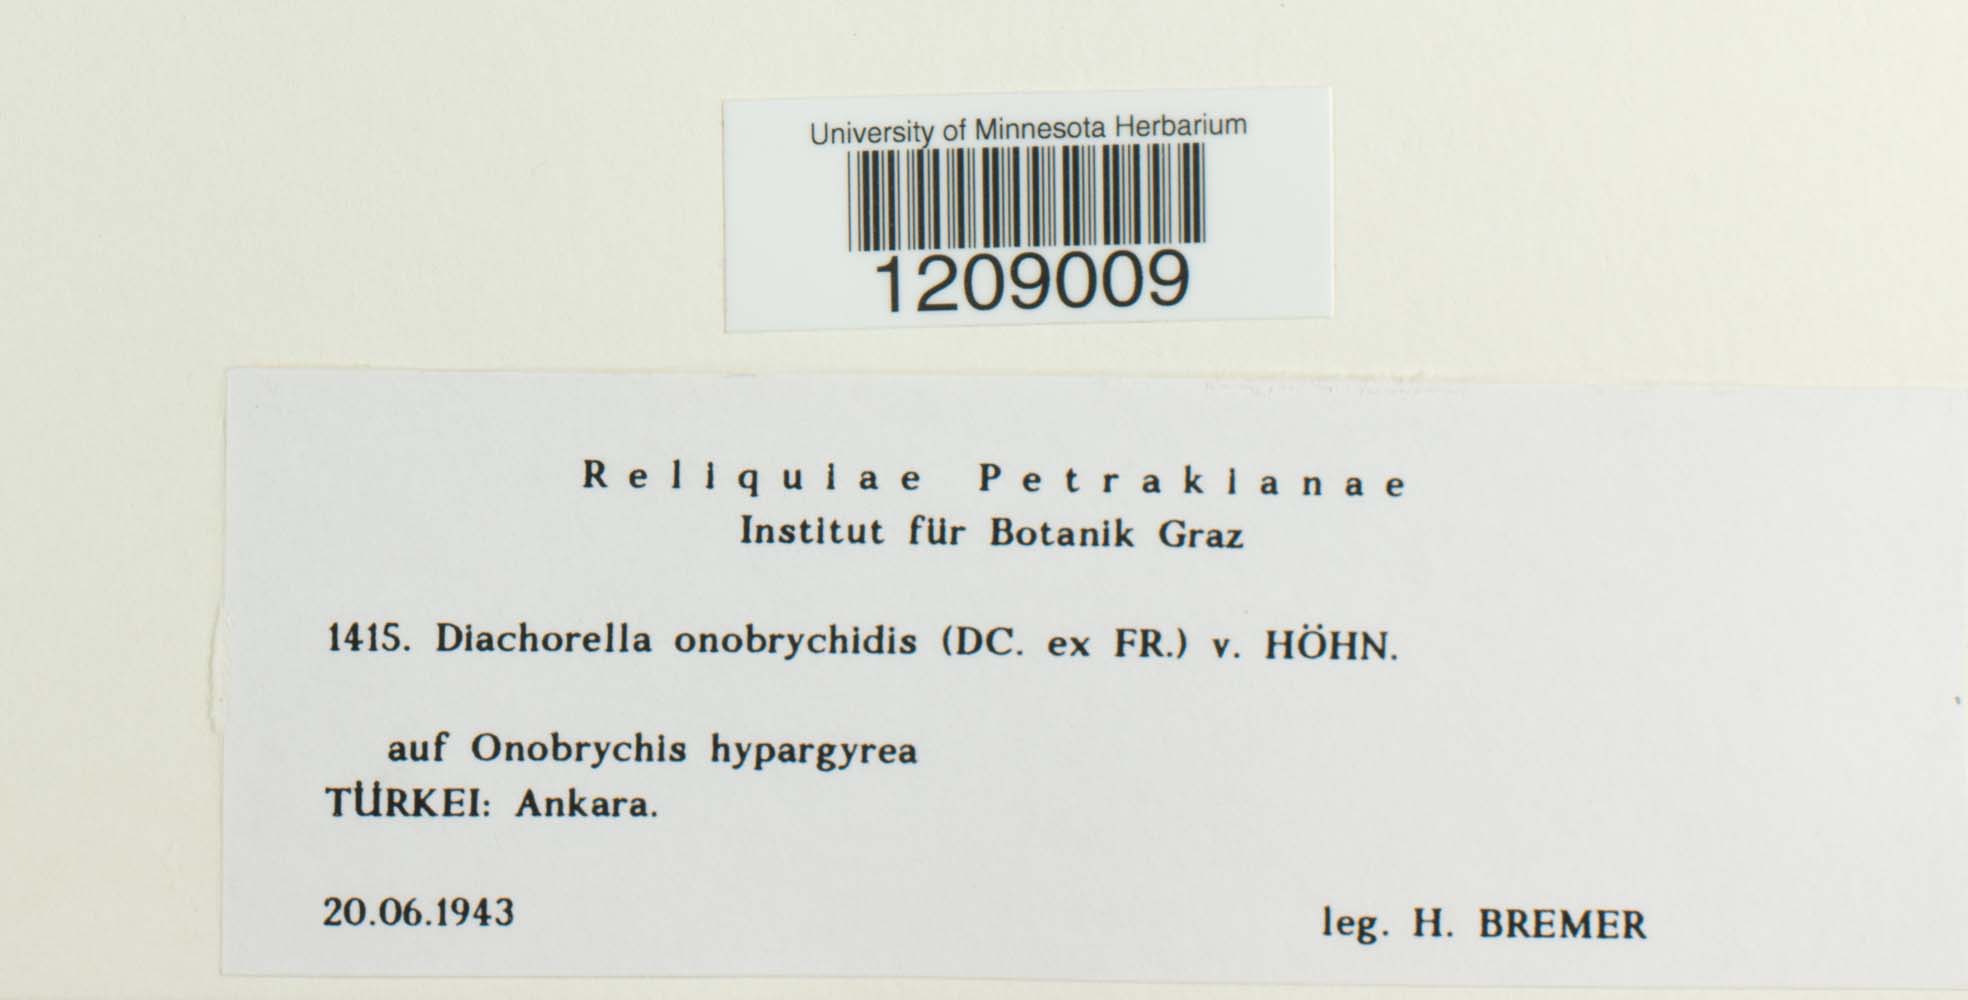 University of Minnesota Herbarium
1209009
Reliquiae Petrakianae
Institut für Botanik Graz
1415. Diachorella onobrychidis (DC. ex FR.) v. HÖHN.
auf Onobrychis hypargyrea
TÜRKEI: Ankara.
20.06.1943
leg. H. BREMER